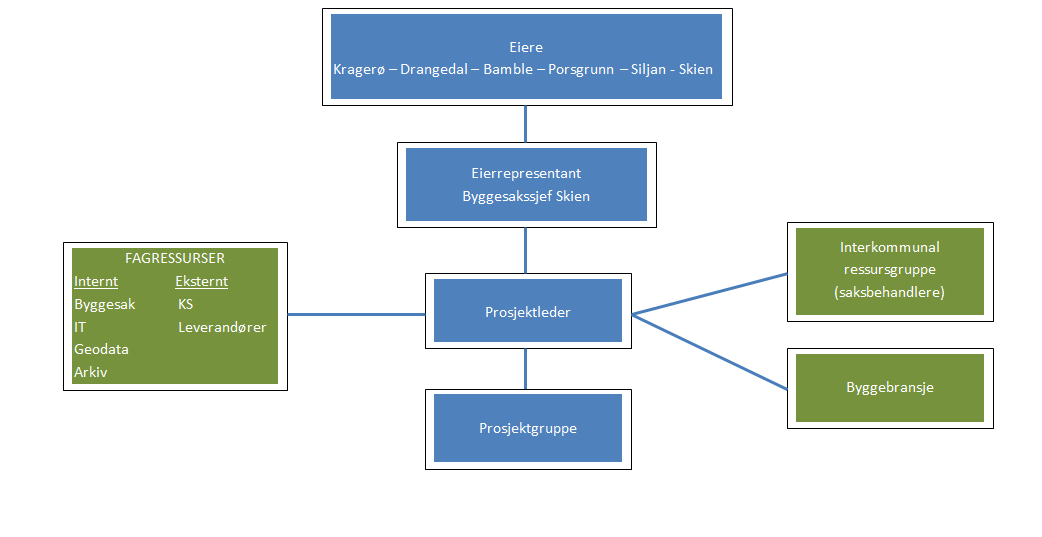 Eiere
Kragerø – Drangedal – Bamble – Porsgrunn – Siljan - Skien
Eierrepresentant
Byggesakssjef Skien
FAGRESSURSER
Internt Eksternt
Byggesak KS
IT Leverandører
Geodata
Arkiv
Prosjektleder
Interkommunal
ressursgruppe
(saksbehandlere)
Byggebransje
Prosjektgruppe